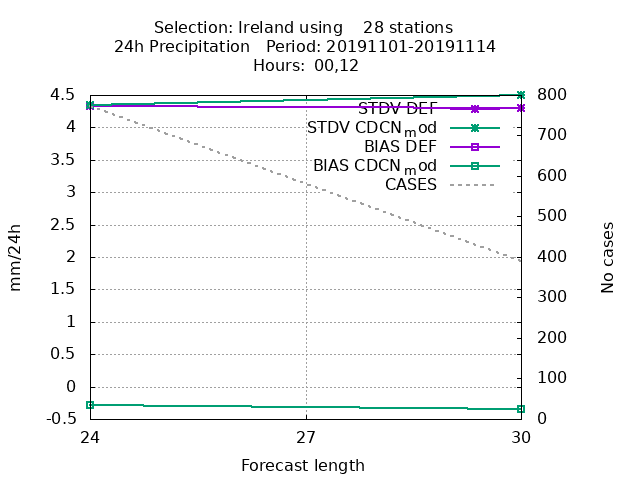 Selection: Ireland using    28 stations
24h Precipitation   Period: 20191101-20191114
Hours:  00,12
4.5
4
3.5
3
2.5
2
1.5
1
0.5
0
-0.5
800
700
600
500
400
300
200
100
0
STDV DEF
STDV CDCNmod
BIAS DEF
BIAS CDCNmod
CASES
mm/24h
No cases
24
27
30
Forecast length